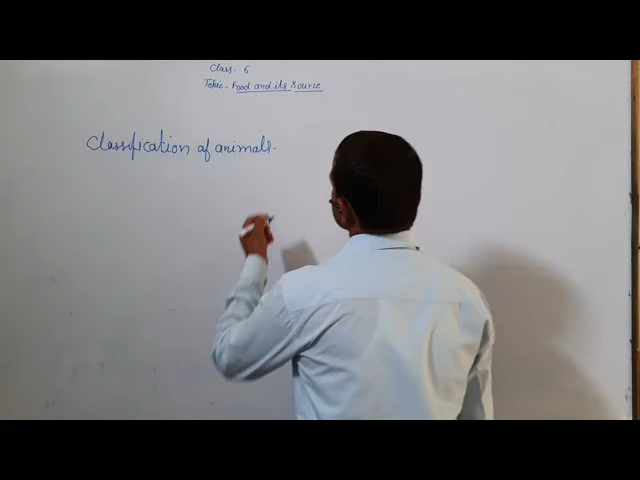 Class- 6
Topic- Food and its Source
Classification of animals.